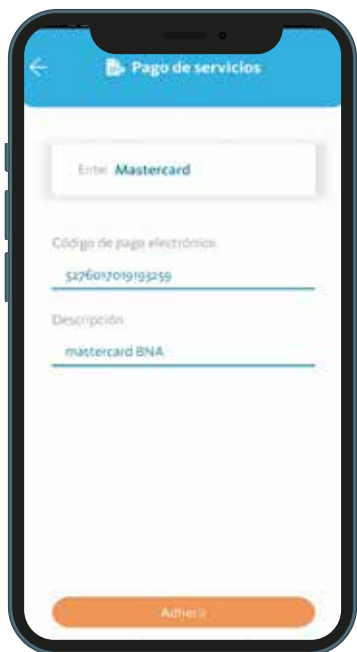 Pago de servicios
Ente: Mastercard
Código de pago electrónico
5276017019193259
Descripción
mastercard BNA
Adherir